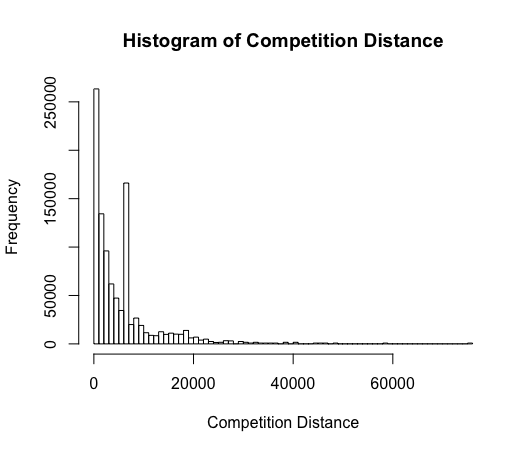 Histogram of Competition Distance
Frequency
250000
150000
50000
0
0 20000 40000 60000
Competition Distance